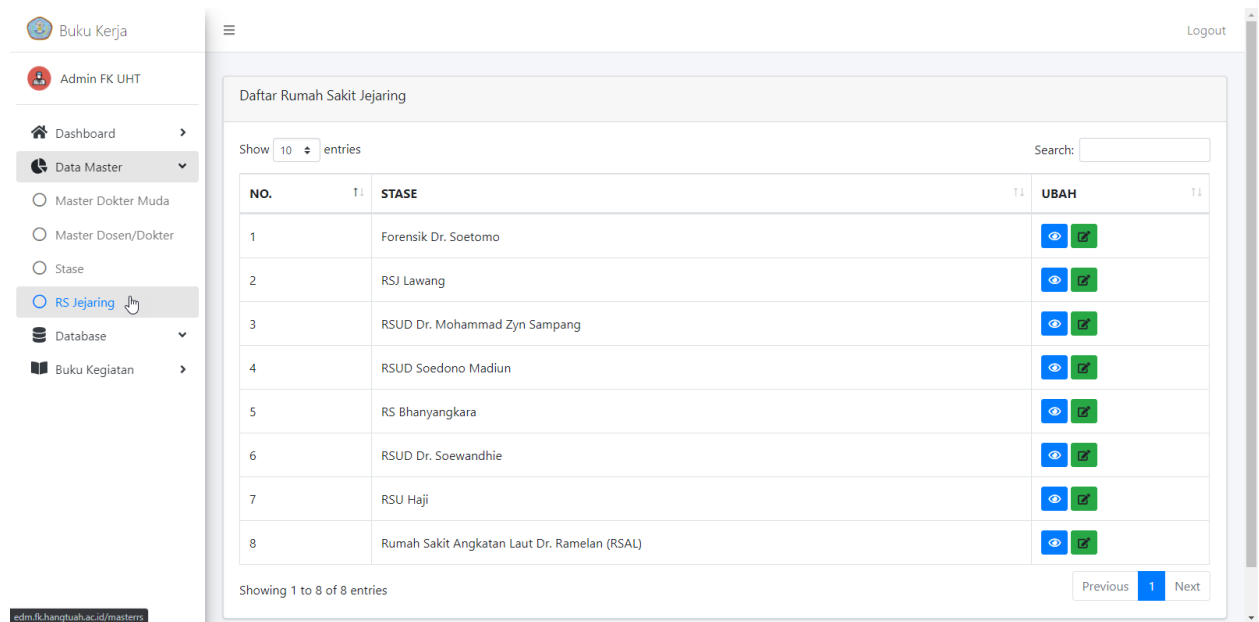 Buku Kerja
Logout
Admin FK UHT
Dashboard
Data Master
Master Dokter Muda
Master Dosen/Dokter
Stase
RS Jejaring
Database
Buku Kegiatan
Daftar Rumah Sakit Jejaring
Show 10 entries Search:
NO. STASE UBAH
1 Forensik Dr. Soetomo
2 RSJ Lawang
3 RSUD Dr. Mohammad Zyn Sampang
4 RSUD Soedono Madiun
5 RS Bhanyangkara
6 RSUD Dr. Soewandhie
7 RSU Haji
8 Rumah Sakit Angkatan Laut Dr. Ramelan (RSAL)
Showing 1 to 8 of 8 entries Previous 1 Next
edm.fk.hangtuah.ac.id/masterrs